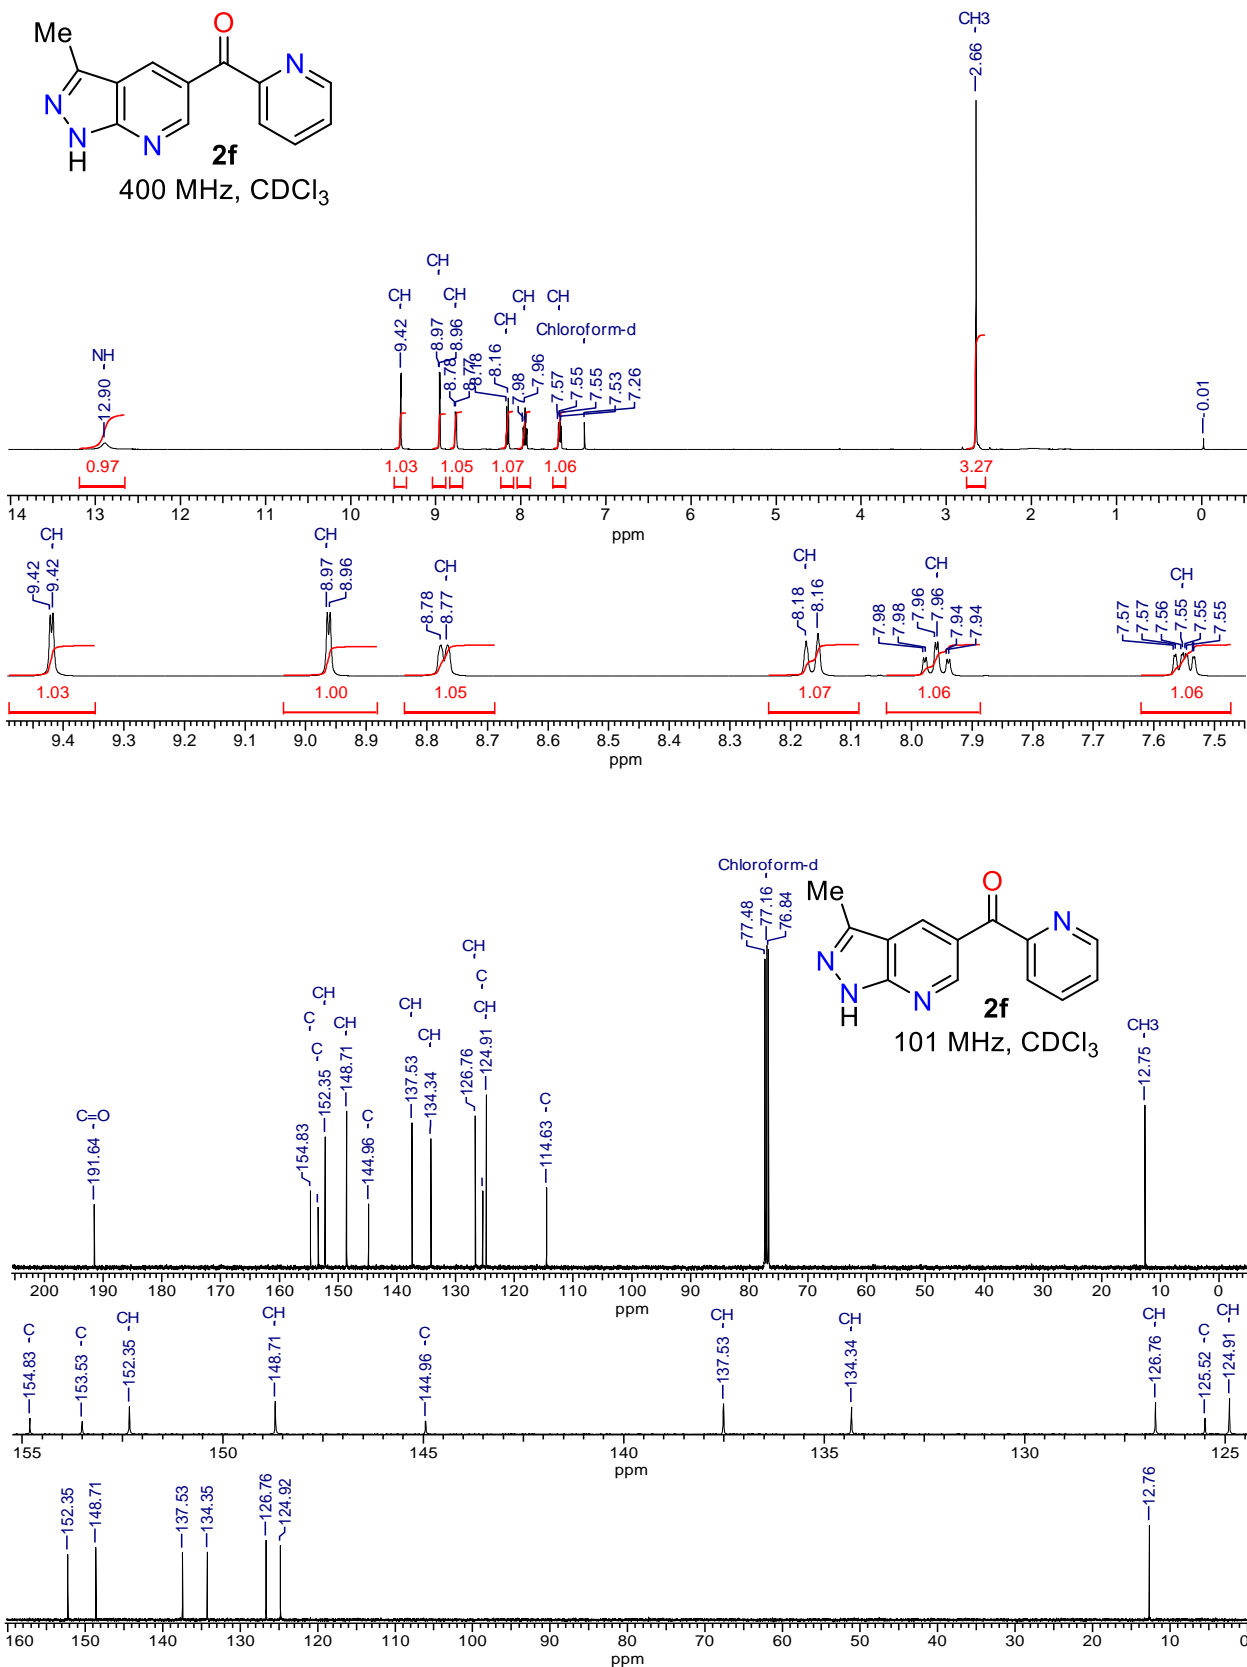 O
Me
N
N
N
H
N
2f
400 MHz, CDCl3
CH3
2.66
CH
CH
CH
CH
CH
CH
Chloroform-d
NH
12.90
9.42
8.97
8.96
8.78
8.77
8.18
8.16
7.98
7.96
7.57
7.55
7.55
7.53
7.26
-0.01
0.97
1.03
1.05
1.07
1.06
3.27
14 13 12 11 10 9 8 7 6 5 4 3 2 1 0
ppm
CH
CH
CH
CH
CH
CH
9.42
9.42
8.97
8.96
8.78
8.77
8.18
8.16
7.98
7.98
7.96
7.96
7.94
7.94
7.57
7.57
7.56
7.55
7.55
7.55
1.03
1.00
1.05
1.07
1.06
1.06
9.4 9.3 9.2 9.1 9.0 8.9 8.8 8.7 8.6 8.5 8.4 8.3 8.2 8.1 8.0 7.9 7.8 7.7 7.6 7.5
ppm
Chloroform-d
77.48
77.16
76.84
O
Me
N
N
N
H
N
2f
101 MHz, CDCl3
C=O
191.64
C
154.83
C
CH
152.35
CH
148.71
C
144.96
CH
137.53
CH
134.34
CH
126.76
C
CH
124.91
C
114.63
CH3
12.75
200 190 180 170 160 150 140 130 120 110 100 90 80 70 60 50 40 30 20 10 0
ppm
154.83 C
153.53 C
152.35 CH
148.71 CH
144.96 C
137.53 CH
134.34 CH
126.76 CH
125.52 C
124.91 CH
155 150 145 140 135 130 125
ppm
152.35
148.71
137.53
134.35
126.76
124.92
12.76
160 150 140 130 120 110 100 90 80 70 60 50 40 30 20 10 0
ppm